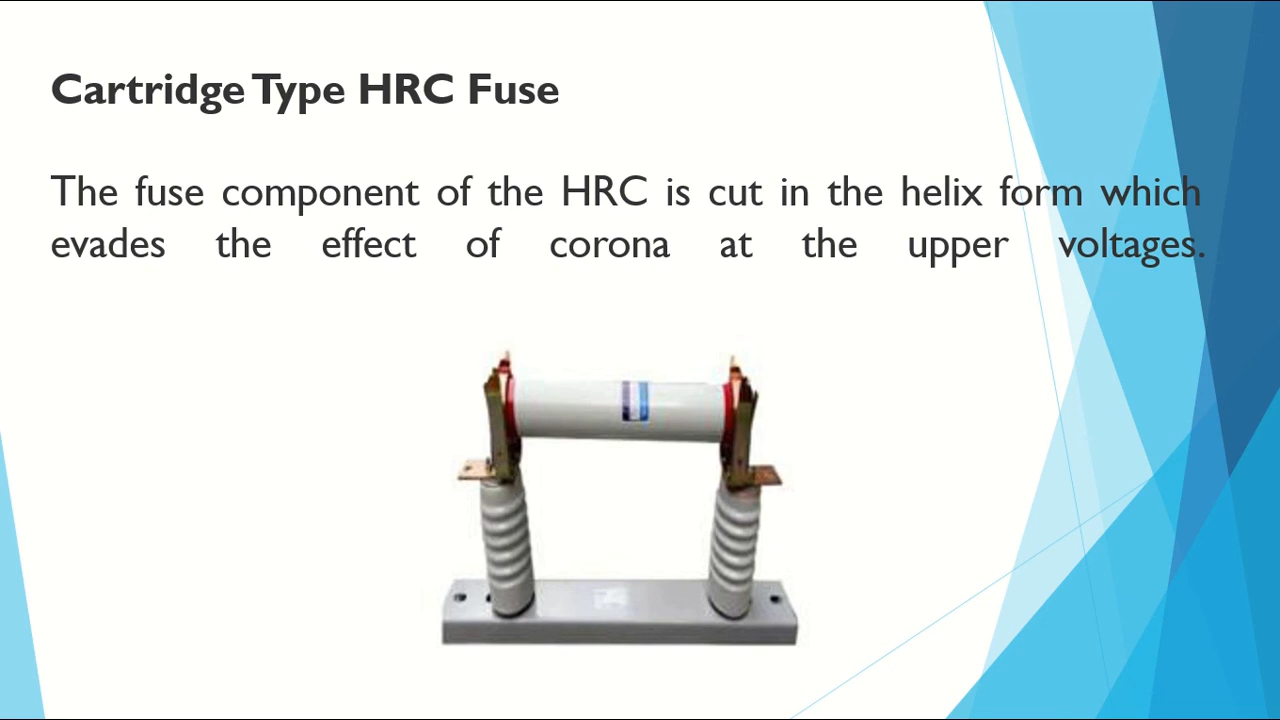 Cartridge Type HRC Fuse
The fuse component of the HRC is cut in the helix form which
evades the effect of corona at the upper voltages.